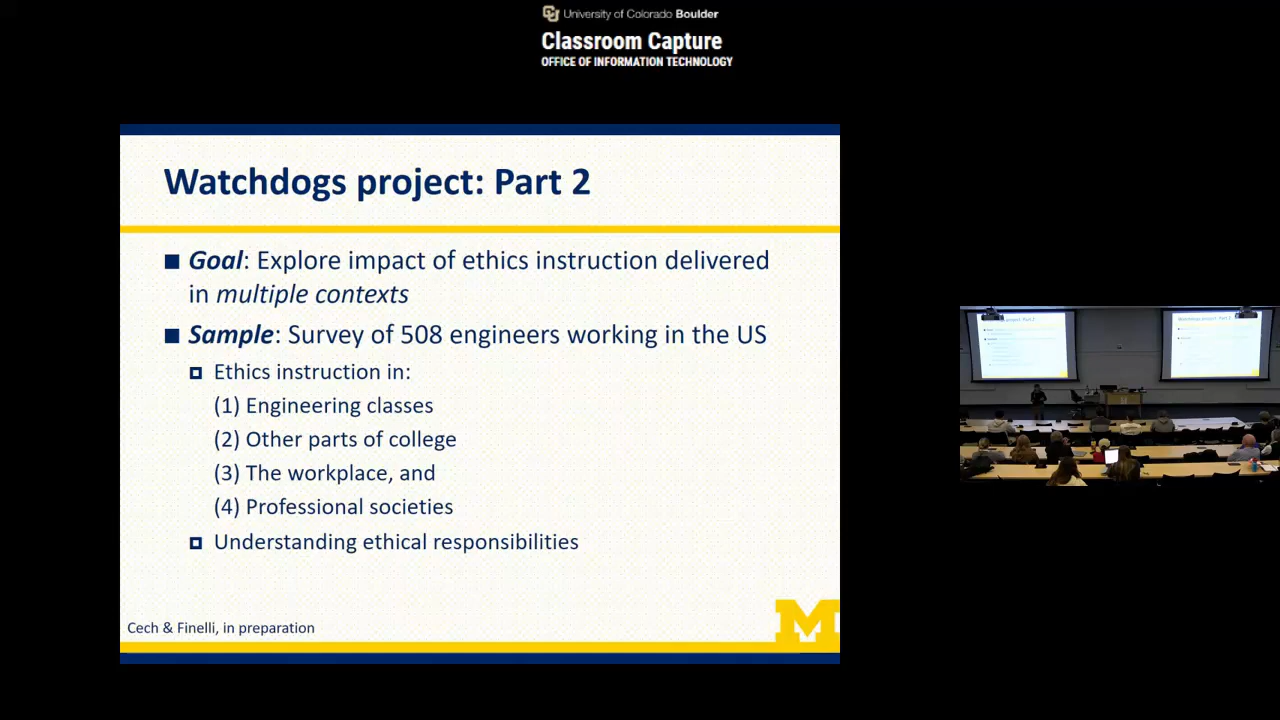 University of Colorado Boulder
Classroom Capture
OFFICE OF INFORMATION TECHNOLOGY
Watchdogs project: Part 2
Goal: Explore impact of ethics instruction delivered
in multiple contexts
Sample: Survey of 508 engineers working in the US
Ethics instruction in:
(1) Engineering classes
(2) Other parts of college
(3) The workplace, and
(4) Professional societies
Understanding ethical responsibilities
Cech & Finelli, in preparation
M